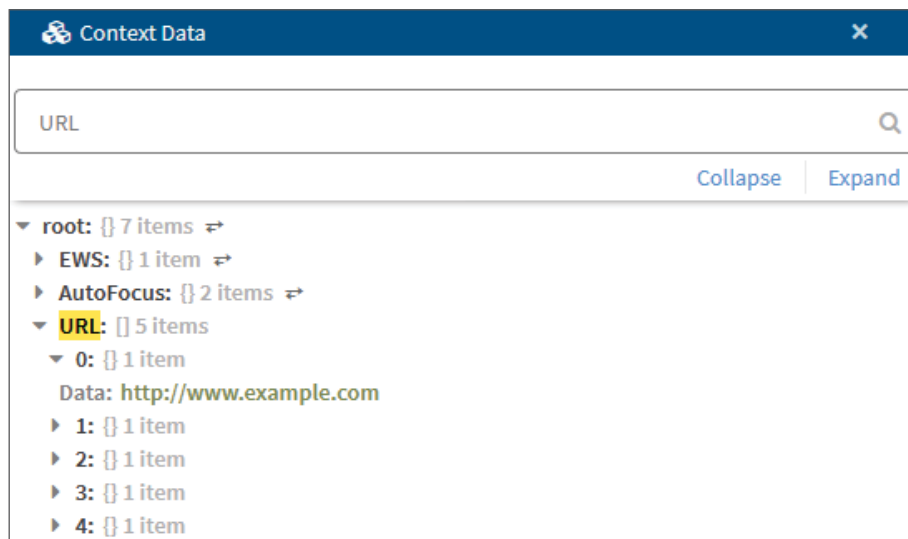 Context Data
URL
Collapse Expand
root: {} 7 items
EWS: {} 1 item
AutoFocus: {} 2 items
URL: [] 5 items
0: {} 1 item
Data: http://www.example.com
1: {} 1 item
2: {} 1 item
3: {} 1 item
4: {} 1 item